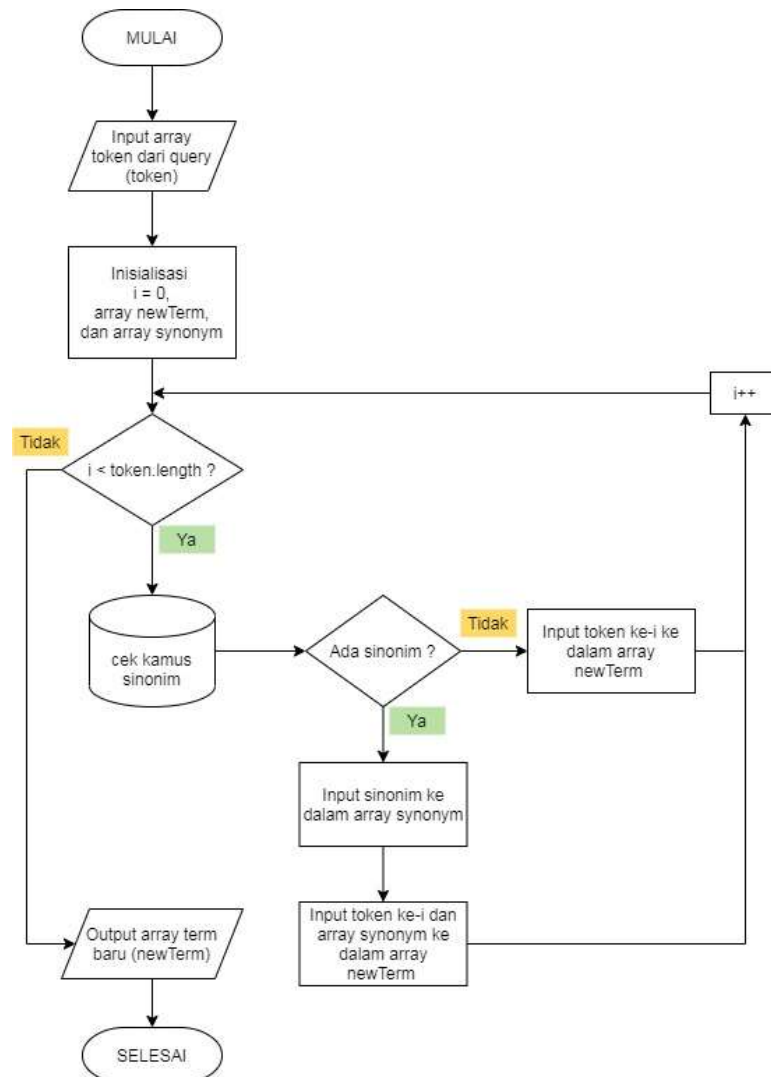 MULAI
Input array
token dari query
(token)
Inisialisasi
i = 0,
array newTerm,
dan array synonym
i++
Tidak
i < token.length ?
Ya
cek kamus
sinonim
Ada sinonim ?
Tidak
Input token ke-i ke
dalam array
newTerm
Ya
Input sinonim ke
dalam array synonym
Input token ke-i dan
array synonym ke
dalam array
newTerm
Output array term
baru (newTerm)
SELESAI